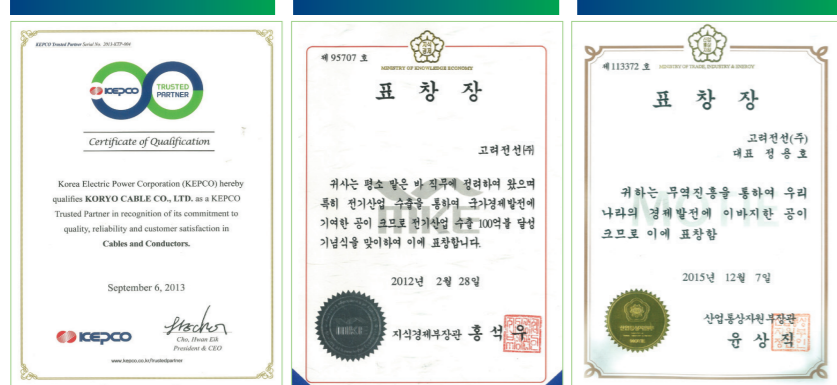 KEPCO Trusted Partner Serial No. 2013-KTP-006
KEPCO
TRUSTED
PARTNER
Certificate of Qualification
Korea Electric Power Corporation (KEPCO) hereby
qualifies KORYO CABLE CO., LTD. as a KEPCO
Trusted Partner in recognition of its commitment to
quality, reliability and customer satisfaction in
Cables and Conductors.
September 6, 2013
KEPCO
Cho, Hwan Eik
President & CEO
www.kepco.co.kr/trustedpartner
제 95707 호
MINISTRY OF KNOWLEDGE ECONOMY
표 창 장
고려전선㈜
귀사는 평소 맡은 바 직무에 정려하여 왔으며
특히 전기산업 수출을 통하여 국가경제발전에
기여한 공이 크므로 전기산업 수출 100억불 달성
기념식을 맞이하여 이에 표창합니다.
MKE
2012년 2월 28일
지식경제부장관 홍 석 우
제 113372 호
MINISTRY OF TRADE, INDUSTRY & ENERGY
표 창 장
고려전선(주)
대표 정 용 호
귀하는 무역진흥을 통하여 우리
나라의 경제발전에 이바지한 공이
크므로 이에 표창함
MOTIE
2015년 12월 7일
산업통상자원부장관
윤 상 직